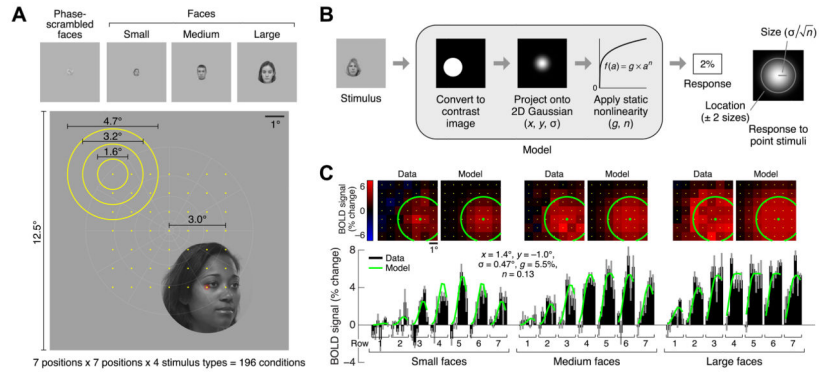 A
Phase-
scrambled
faces
Faces
Small
Medium
Large
4.7°
3.2°
1.6°
1°
3.0°
12.5°
7 positions x 7 positions x 4 stimulus types = 196 conditions
B
Stimulus
Convert to
contrast
image
Project onto
2D Gaussian
(x, y, σ)
f(a) = g × aⁿ
0
Apply static
nonlinearity
(g, n)
Model
2%
Response
Size (σ/√n)
Location
(± 2 sizes)
Response to
point stimuli
C
BOLD signal
(% change)
6
−6
Data
Model
Data
Model
Data
Model
1°
BOLD signal (% change)
8
4
0
−4
Data
Model
x = 1.4°, y = −1.0°,
σ = 0.47°, g = 5.5%,
n = 0.13
Row
1 2 3 4 5 6 7
1 2 3 4 5 6 7
1 2 3 4 5 6 7
Small faces
Medium faces
Large faces